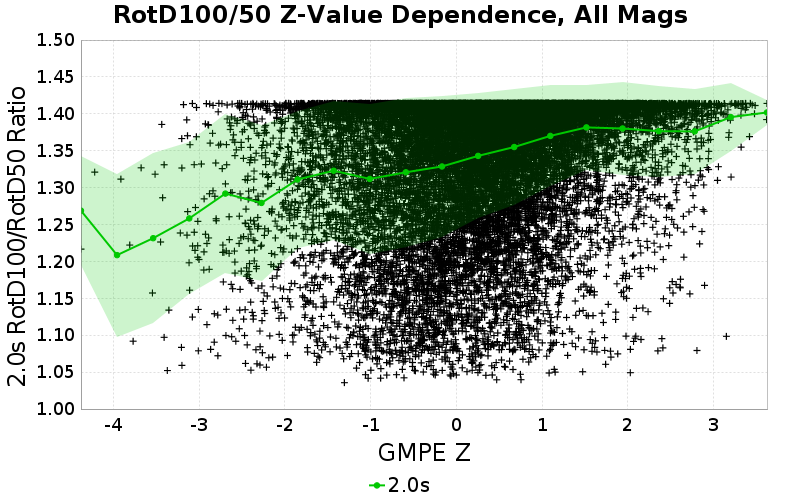 RotD100/50 Z-Value Dependence, All Mags
2.0s RotD100/RotD50 Ratio
1.50
1.45
1.40
1.35
1.30
1.25
1.20
1.15
1.10
1.05
1.00
-4 -3 -2 -1 0 1 2 3
GMPE Z
2.0s